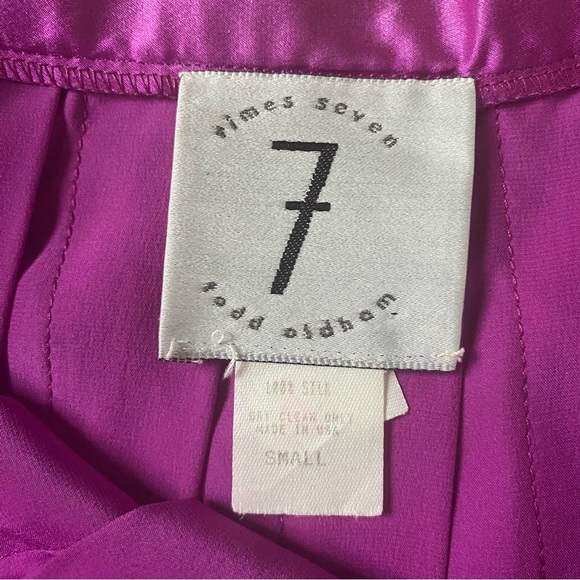 times seven
7
todd oldham
100% SILK
DRY CLEAN ONLY
MADE IN USA
SMALL